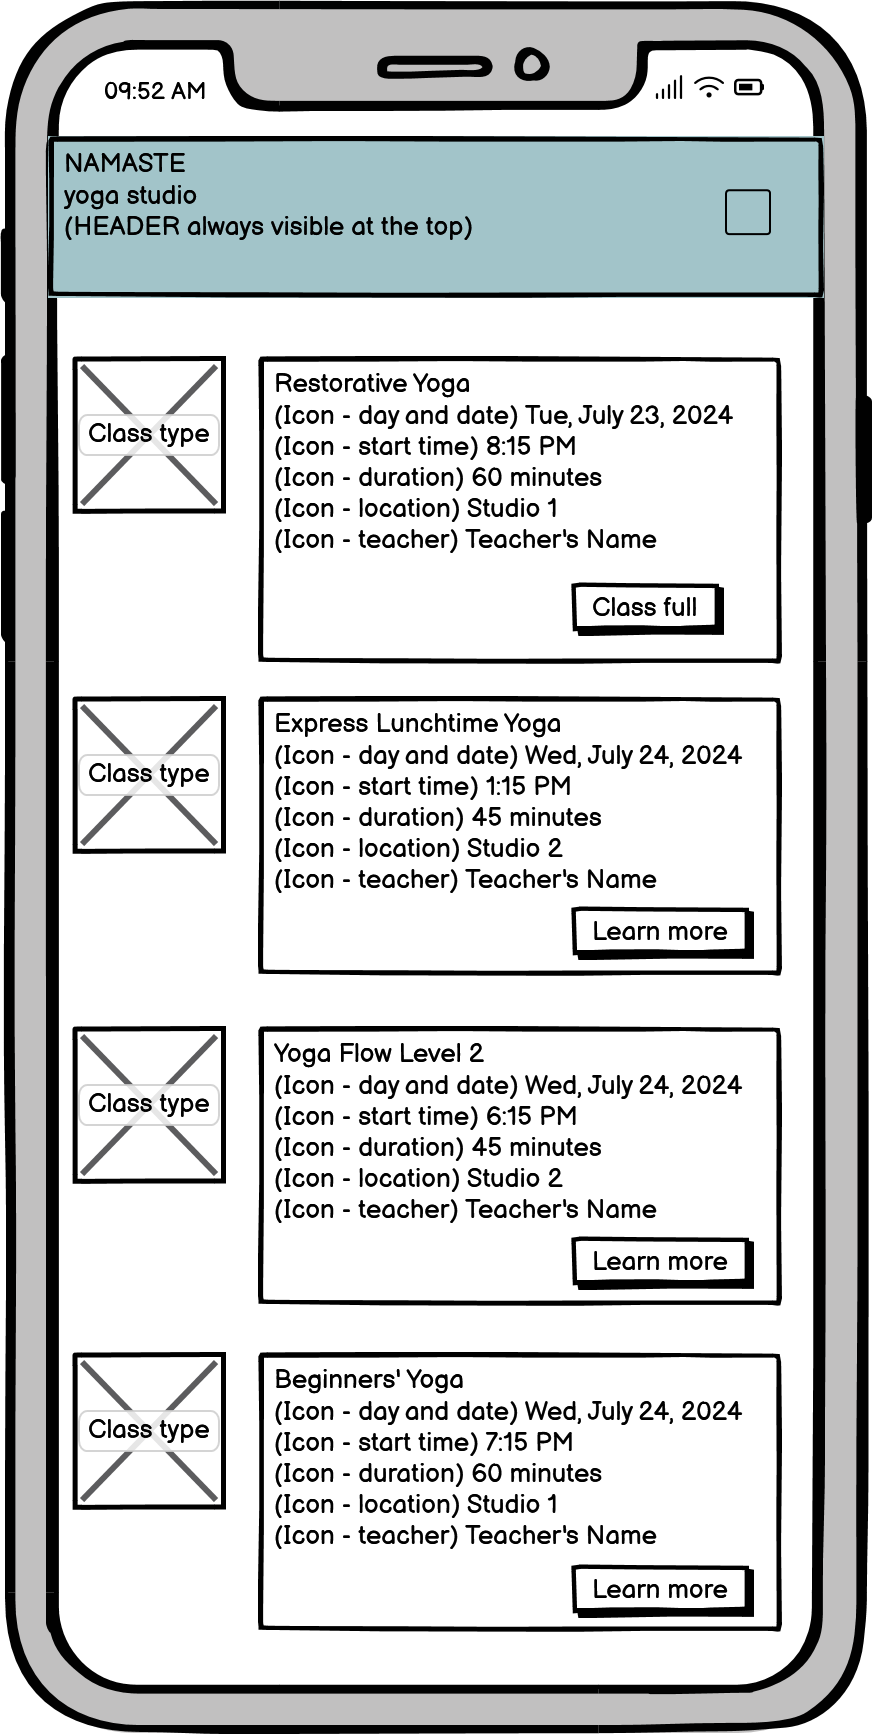 09:52 AM
NAMASTE
yoga studio
(HEADER always visible at the top)
Class type
Restorative Yoga
(Icon - day and date) Tue, July 23, 2024
(Icon - start time) 8:15 PM
(Icon - duration) 60 minutes
(Icon - location) Studio 1
(Icon - teacher) Teacher's Name
Class full
Class type
Express Lunchtime Yoga
(Icon - day and date) Wed, July 24, 2024
(Icon - start time) 1:15 PM
(Icon - duration) 45 minutes
(Icon - location) Studio 2
(Icon - teacher) Teacher's Name
Learn more
Class type
Yoga Flow Level 2
(Icon - day and date) Wed, July 24, 2024
(Icon - start time) 6:15 PM
(Icon - duration) 45 minutes
(Icon - location) Studio 2
(Icon - teacher) Teacher's Name
Learn more
Class type
Beginners' Yoga
(Icon - day and date) Wed, July 24, 2024
(Icon - start time) 7:15 PM
(Icon - duration) 60 minutes
(Icon - location) Studio 1
(Icon - teacher) Teacher's Name
Learn more